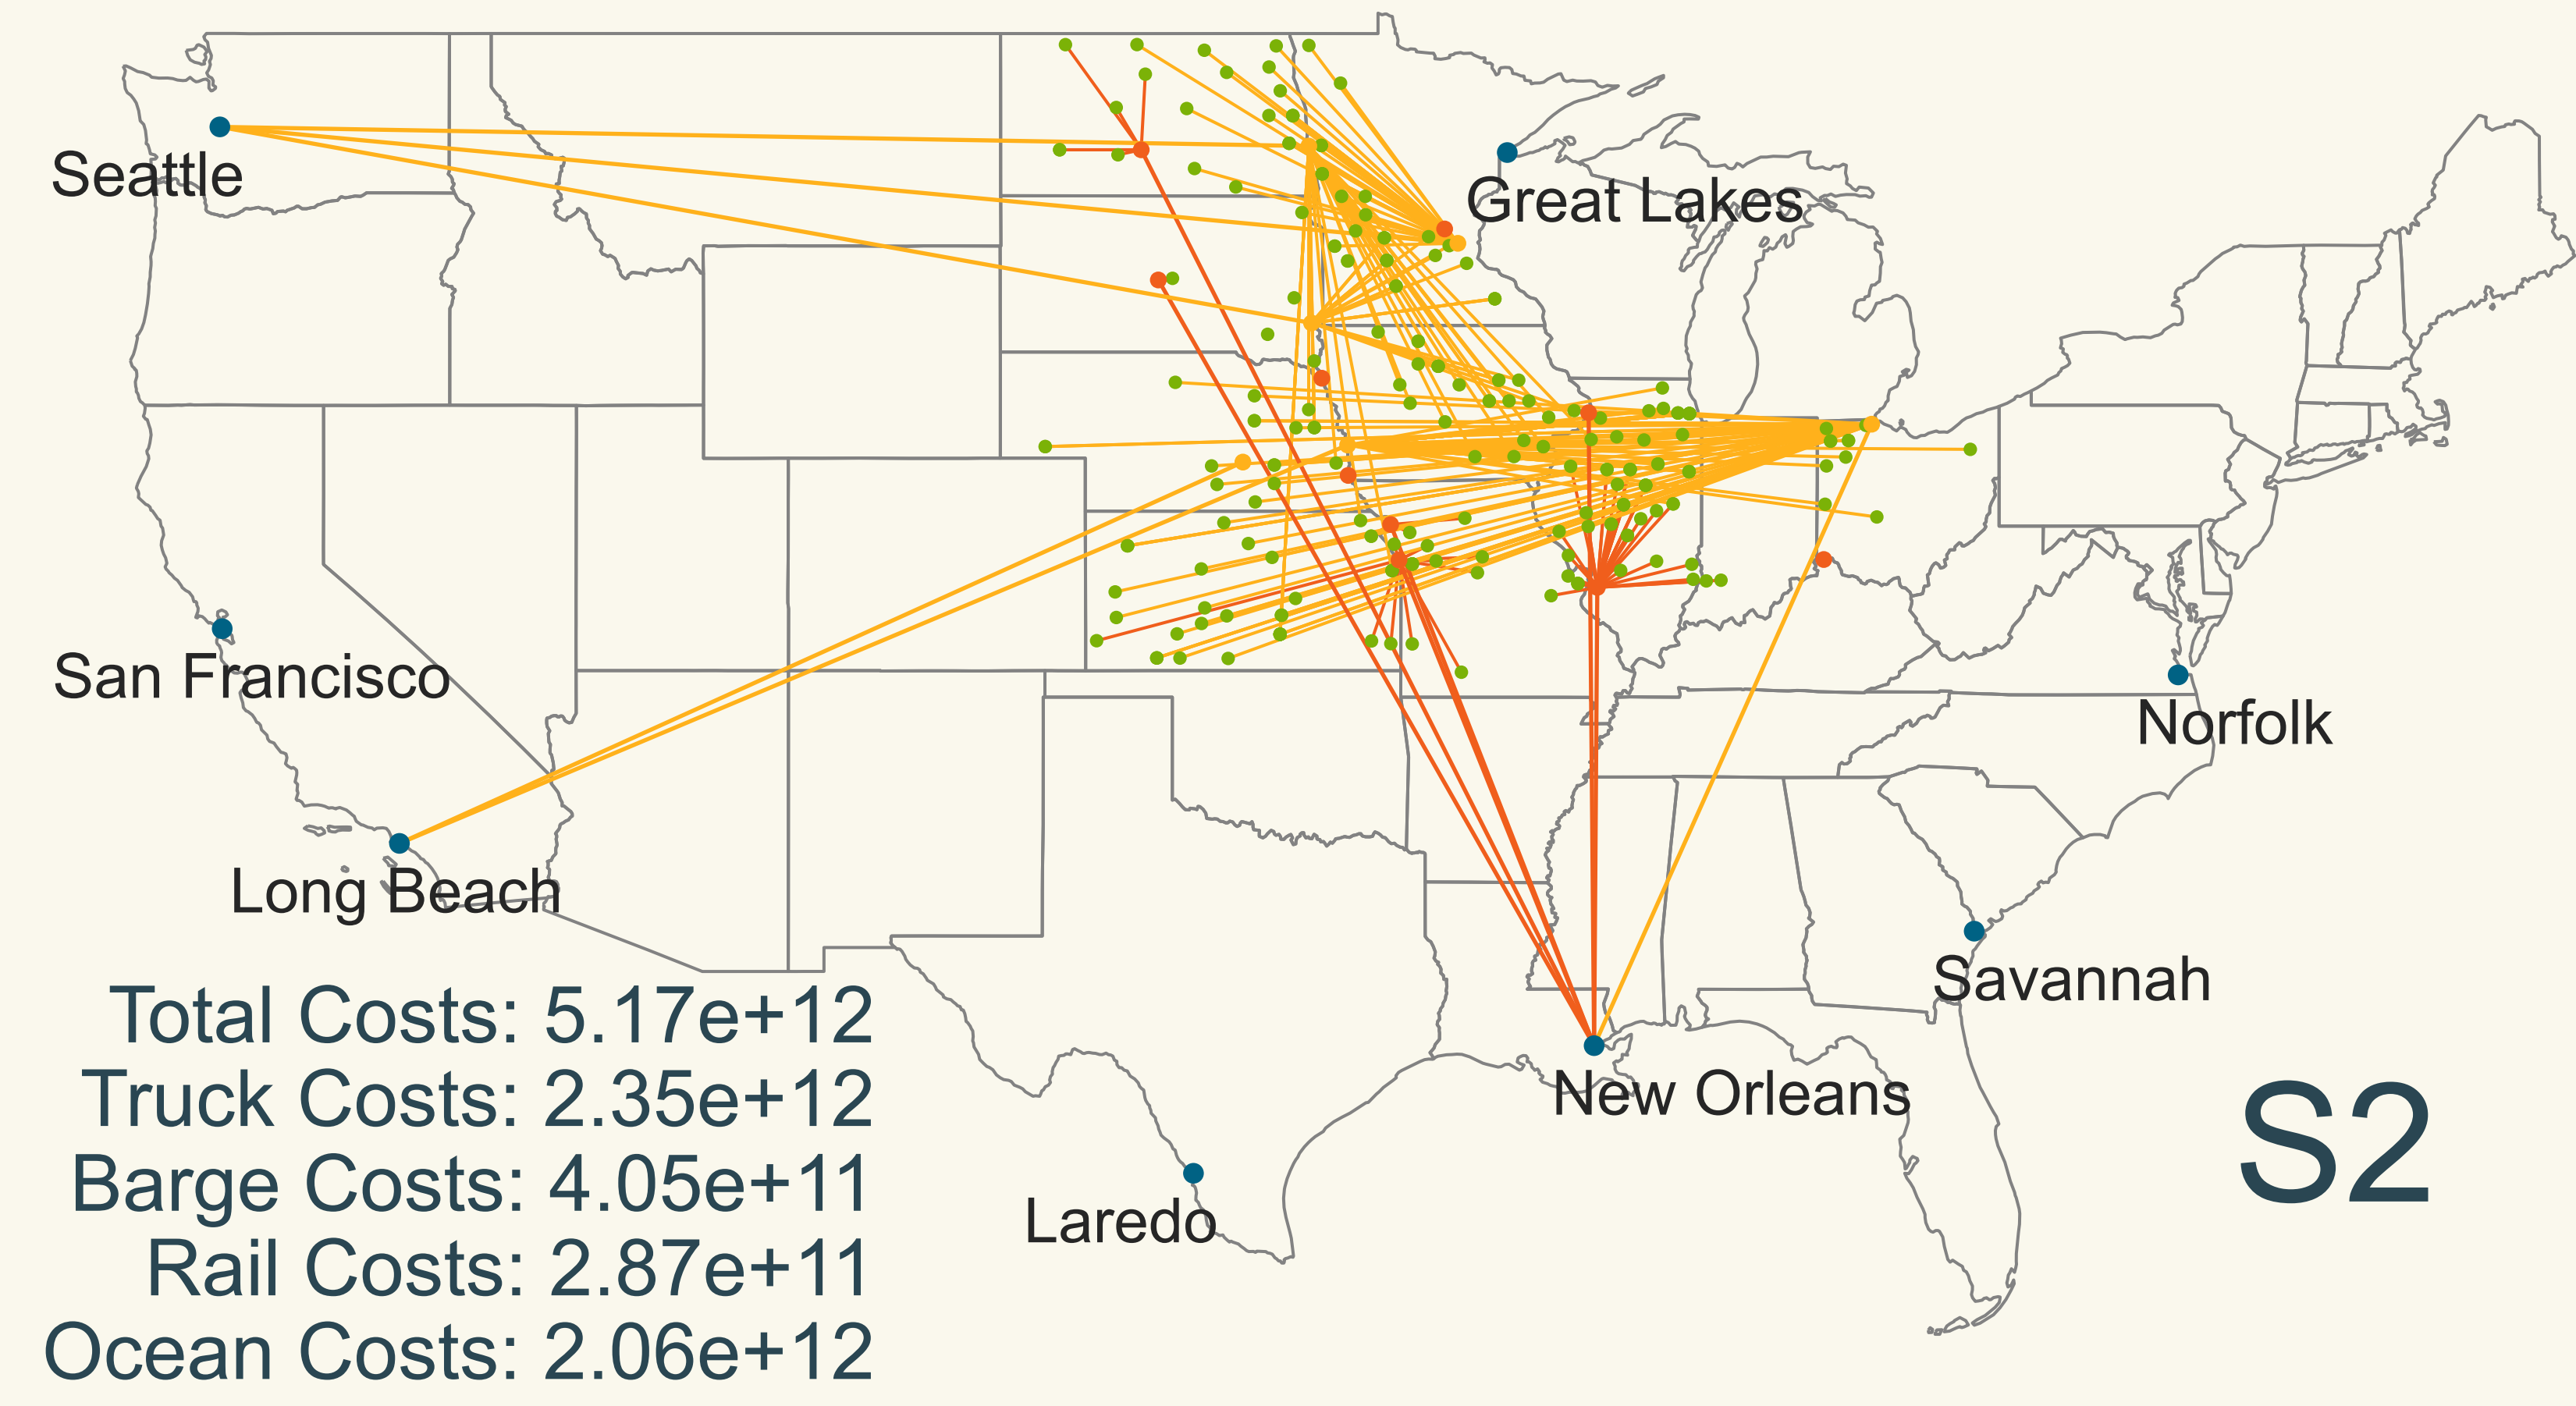 Seattle
Great Lakes
San Francisco
Norfolk
Long Beach
Savannah
New Orleans
Laredo
Total Costs: 5.17e+12
Truck Costs: 2.35e+12
Barge Costs: 4.05e+11
Rail Costs: 2.87e+11
Ocean Costs: 2.06e+12
S2